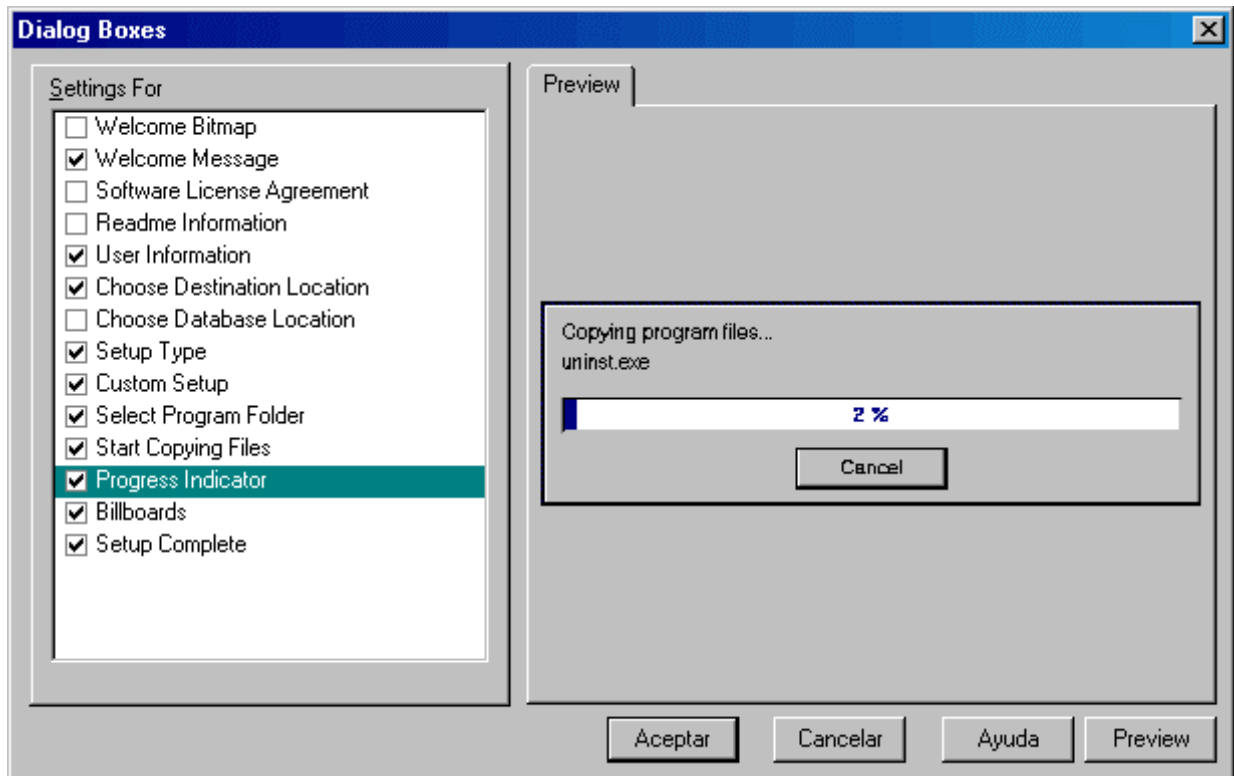 Dialog Boxes
Settings For
Welcome Bitmap
Welcome Message
Software License Agreement
Readme Information
User Information
Choose Destination Location
Choose Database Location
Setup Type
Custom Setup
Select Program Folder
Start Copying Files
Progress Indicator
Billboards
Setup Complete
Preview
Copying program files...
uninst.exe
2 %
Cancel
Aceptar
Cancelar
Ayuda
Preview